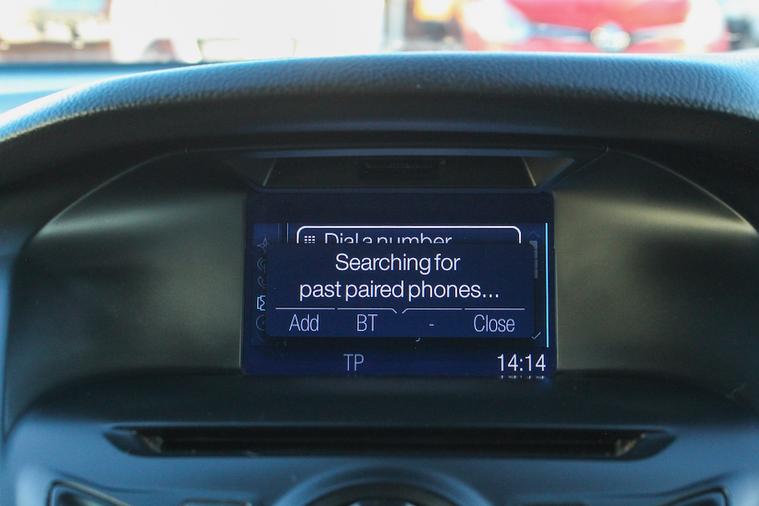 Dial a number
Searching for
past paired phones...
Add BT - Close
TP 14:14